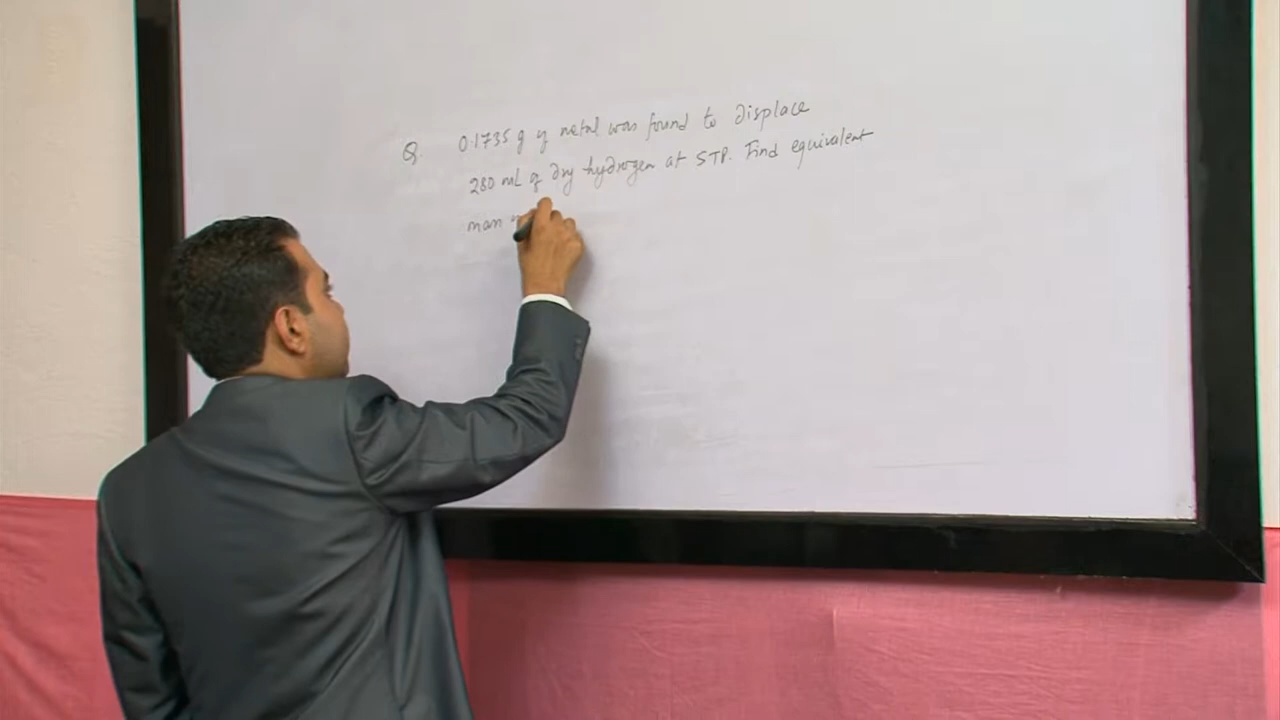 Q. 0.1735 g of metal was found to displace
280 mL of dry hydrogen at STP. Find equivalent
mass